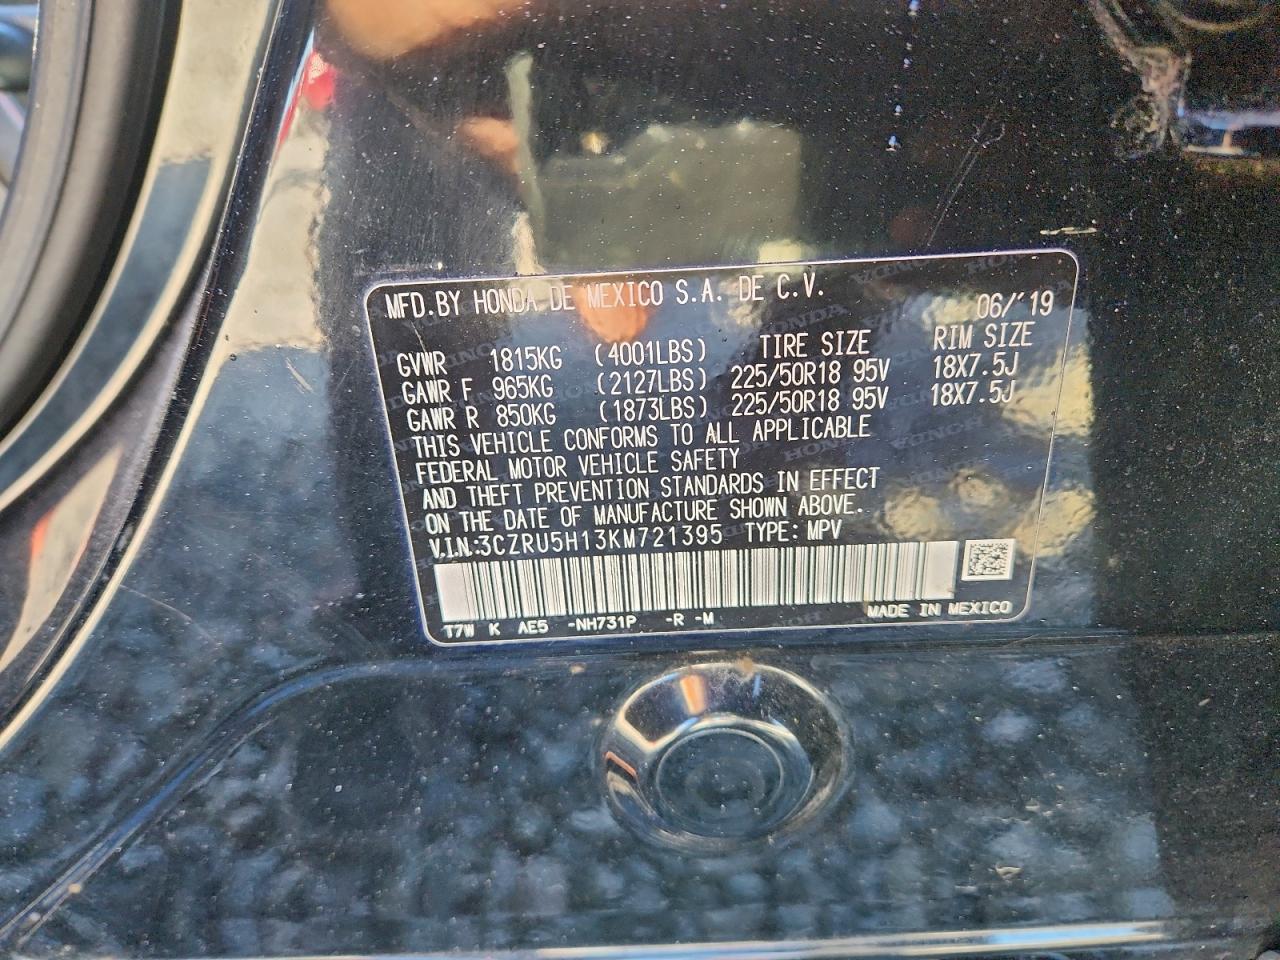 MFD.BY HONDA DE MEXICO S.A. DE C.V.
06/'19
GVWR 1815KG (4001LBS) TIRE SIZE RIM SIZE
GAWR F 965KG (2127LBS) 225/50R18 95V 18X7.5J
GAWR R 850KG (1873LBS) 225/50R18 95V 18X7.5J
THIS VEHICLE CONFORMS TO ALL APPLICABLE
FEDERAL MOTOR VEHICLE SAFETY
AND THEFT PREVENTION STANDARDS IN EFFECT
ON THE DATE OF MANUFACTURE SHOWN ABOVE.
V.I.N.:3CZRU5H13KM721395 TYPE: MPV
T7W K AE5 -NH731P -R -M MADE IN MEXICO